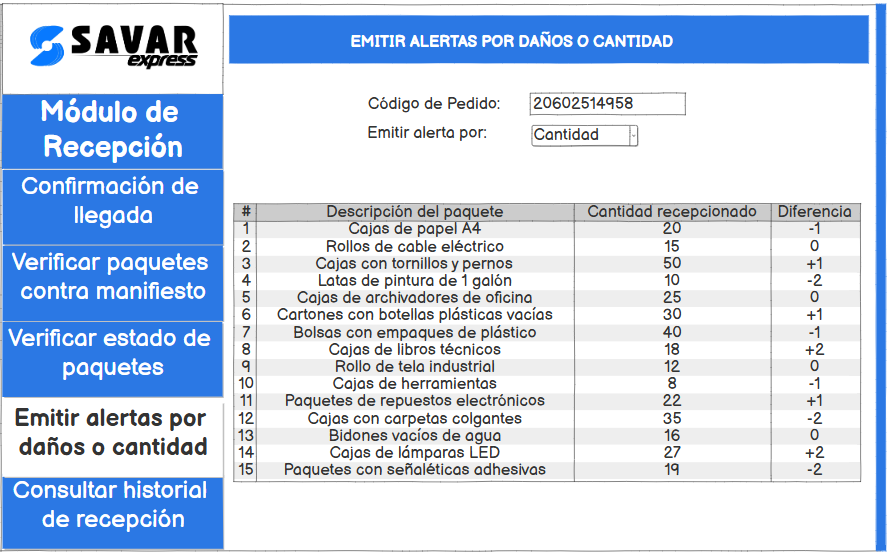 SAVAR
express
EMITIR ALERTAS POR DAÑOS O CANTIDAD
Módulo de
Recepción
Confirmación de
llegada
Verificar paquetes
contra manifiesto
Verificar estado de
paquetes
Emitir alertas por
daños o cantidad
Consultar historial
de recepción
Código de Pedido: 20602514958
Emitir alerta por: Cantidad
# Descripción del paquete Cantidad recepcionado Diferencia
1 Cajas de papel A4 20 -1
2 Rollos de cable eléctrico 15 0
3 Cajas con tornillos y pernos 50 +1
4 Latas de pintura de 1 galón 10 -2
5 Cajas de archivadores de oficina 25 0
6 Cartones con botellas plásticas vacías 30 +1
7 Bolsas con empaques de plástico 40 -1
8 Cajas de libros técnicos 18 +2
9 Rollo de tela industrial 12 0
10 Cajas de herramientas 8 -1
11 Paquetes de repuestos electrónicos 22 +1
12 Cajas con carpetas colgantes 35 -2
13 Bidones vacíos de agua 16 0
14 Cajas de lámparas LED 27 +2
15 Paquetes con señaléticas adhesivas 19 -2